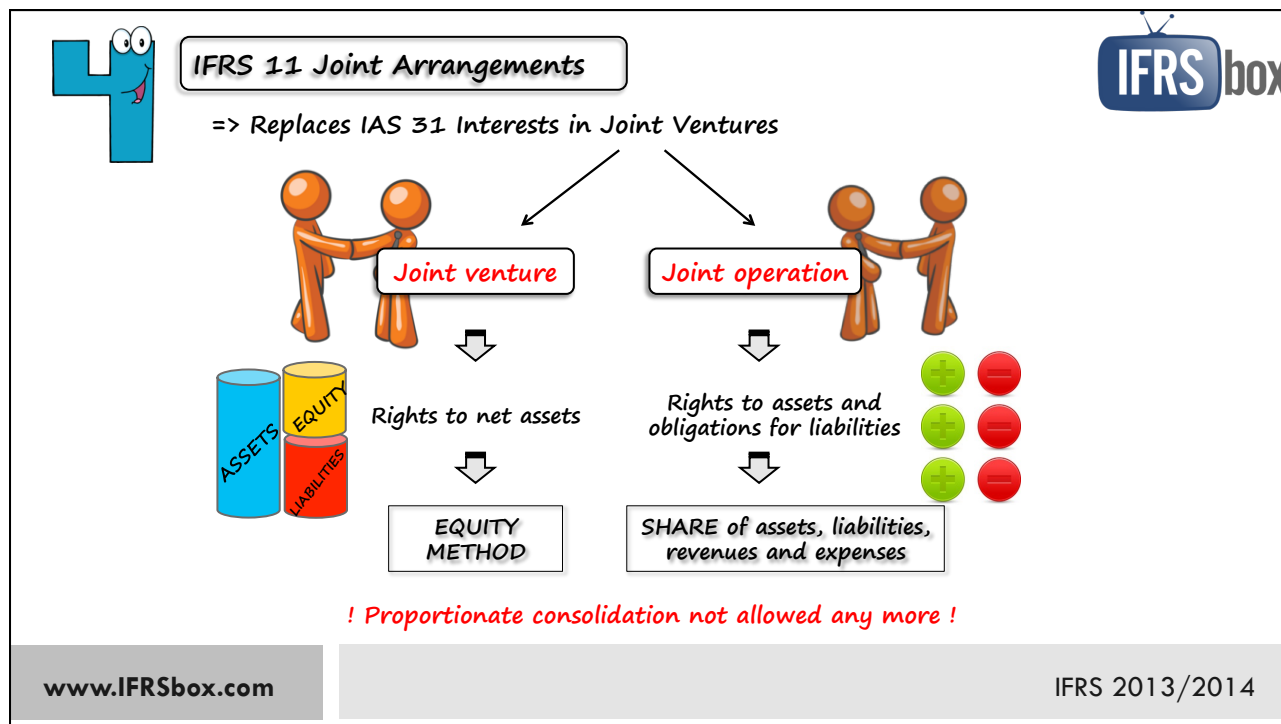 IFRS 11 Joint Arrangements
IFRS box
=> Replaces IAS 31 Interests in Joint Ventures
Joint venture
Joint operation
ASSETS
EQUITY
LIABILITIES
Rights to net assets
Rights to assets and
obligations for liabilities
EQUITY
METHOD
SHARE of assets, liabilities,
revenues and expenses
! Proportionate consolidation not allowed any more !
www.IFRSbox.com
IFRS 2013/2014